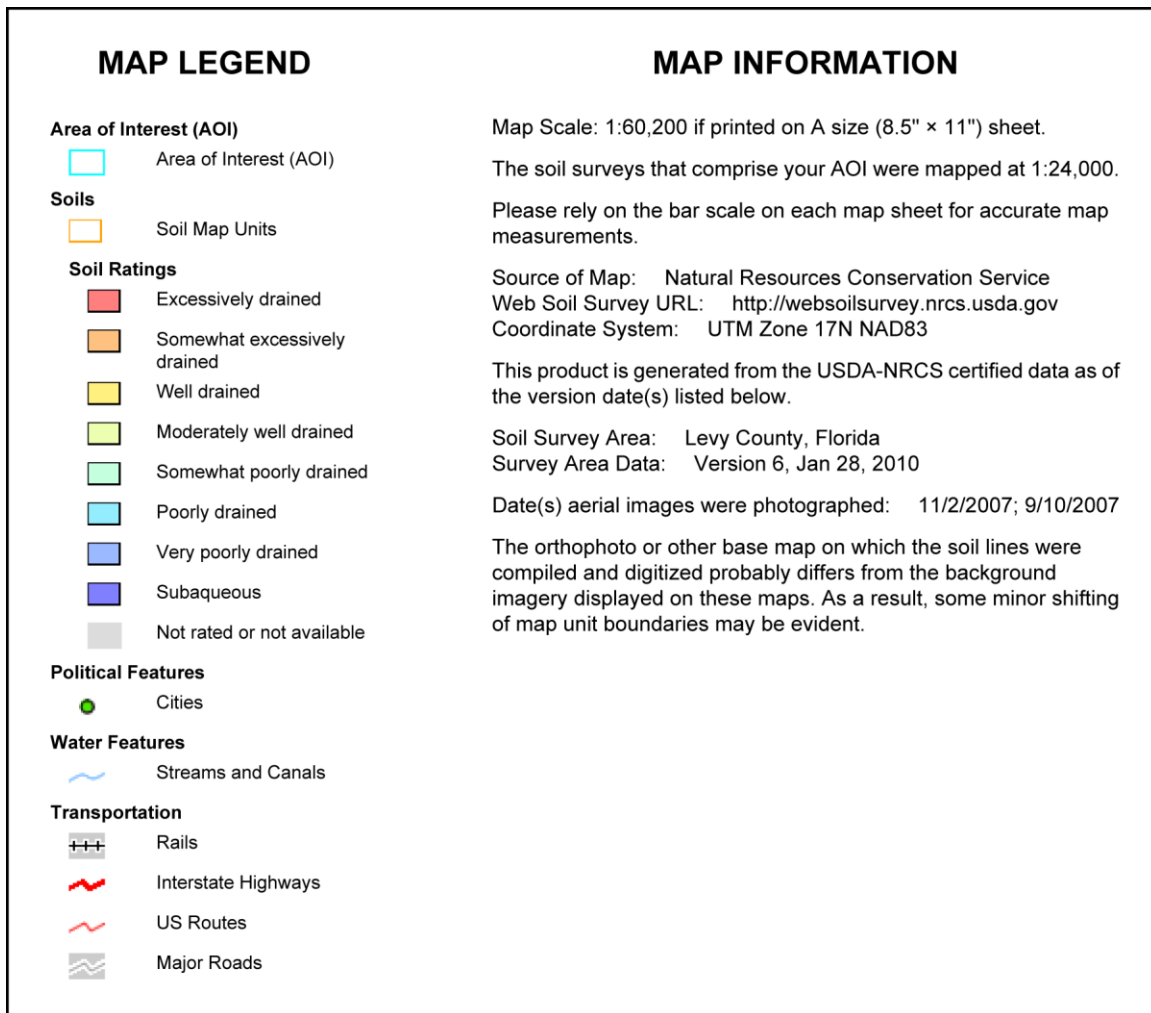 MAP LEGEND
Area of Interest (AOI)
Area of Interest (AOI)
Soils
Soil Map Units
Soil Ratings
Excessively drained
Somewhat excessively
drained
Well drained
Moderately well drained
Somewhat poorly drained
Poorly drained
Very poorly drained
Subaqueous
Not rated or not available
Political Features
Cities
Water Features
Streams and Canals
Transportation
Rails
Interstate Highways
US Routes
Major Roads
MAP INFORMATION
Map Scale: 1:60,200 if printed on A size (8.5" × 11") sheet.
The soil surveys that comprise your AOI were mapped at 1:24,000.
Please rely on the bar scale on each map sheet for accurate map
measurements.
Source of Map: Natural Resources Conservation Service
Web Soil Survey URL: http://websoilsurvey.nrcs.usda.gov
Coordinate System: UTM Zone 17N NAD83
This product is generated from the USDA-NRCS certified data as of
the version date(s) listed below.
Soil Survey Area: Levy County, Florida
Survey Area Data: Version 6, Jan 28, 2010
Date(s) aerial images were photographed: 11/2/2007; 9/10/2007
The orthophoto or other base map on which the soil lines were
compiled and digitized probably differs from the background
imagery displayed on these maps. As a result, some minor shifting
of map unit boundaries may be evident.